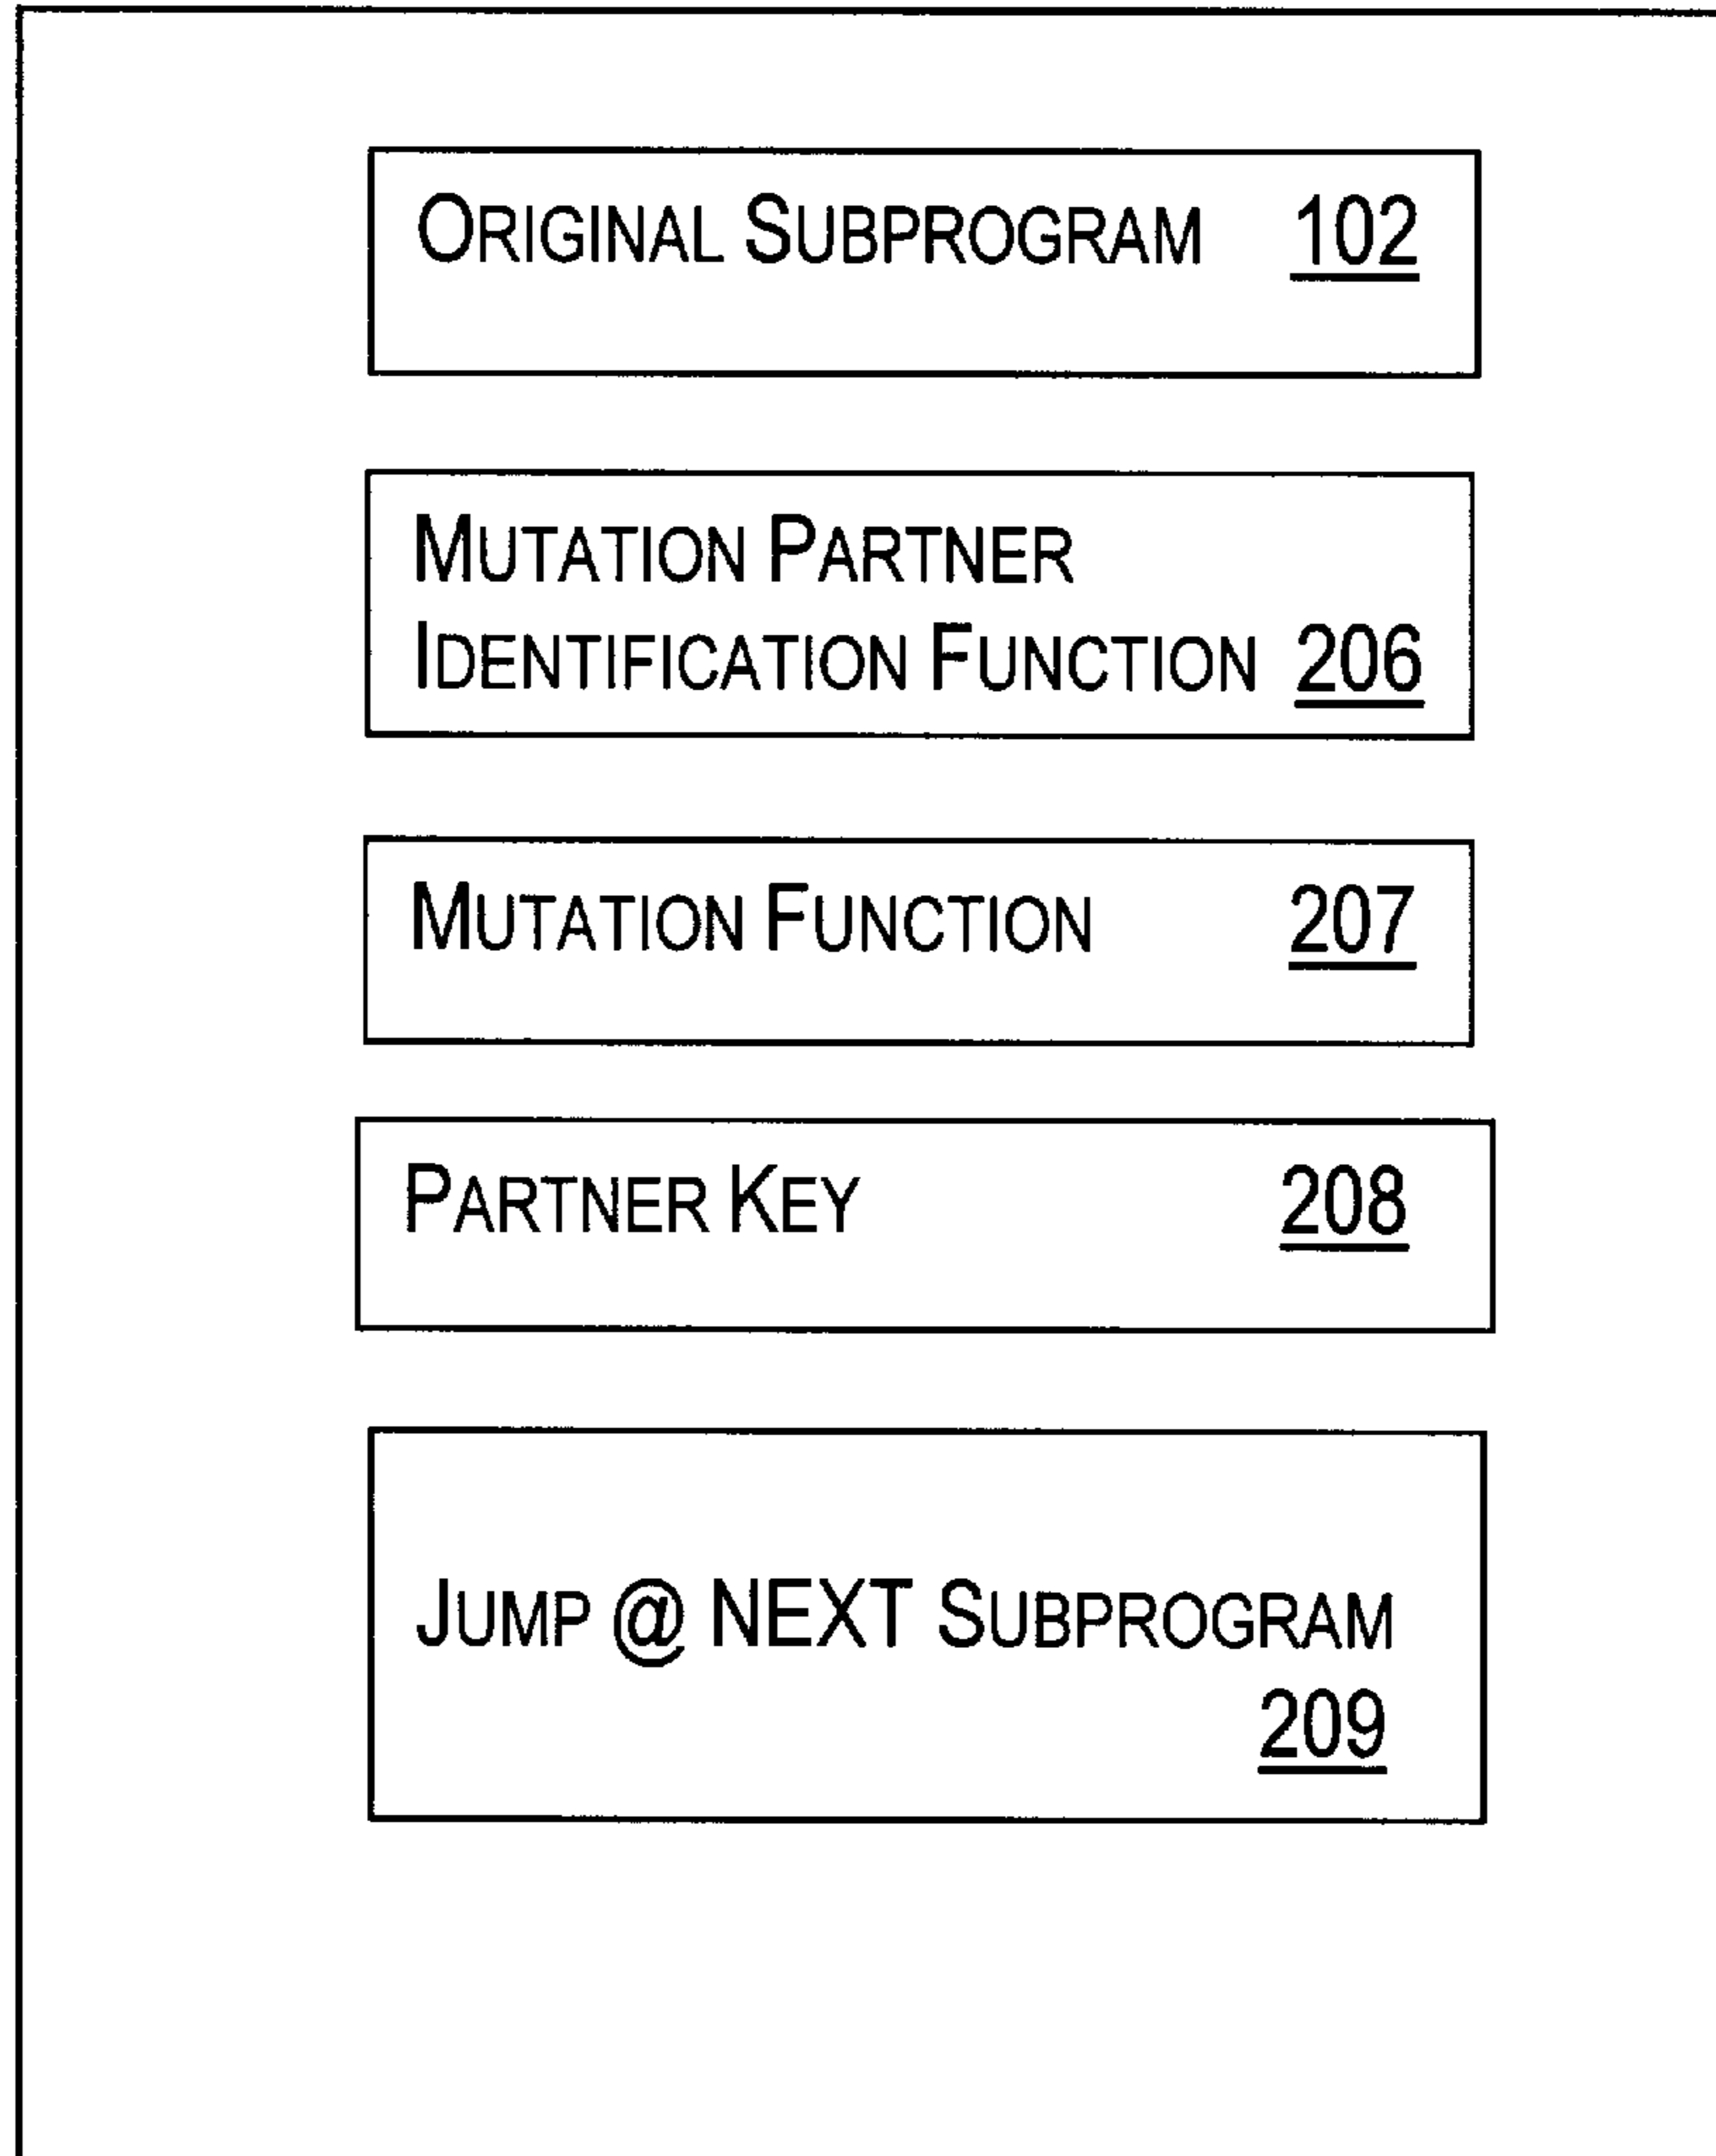 ORIGINAL SUBPROGRAM 102
MUTATION PARTNER
IDENTIFICATION FUNCTION 206
MUTATION FUNCTION 207
PARTNER KEY 208
JUMP @ NEXT SUBPROGRAM
209